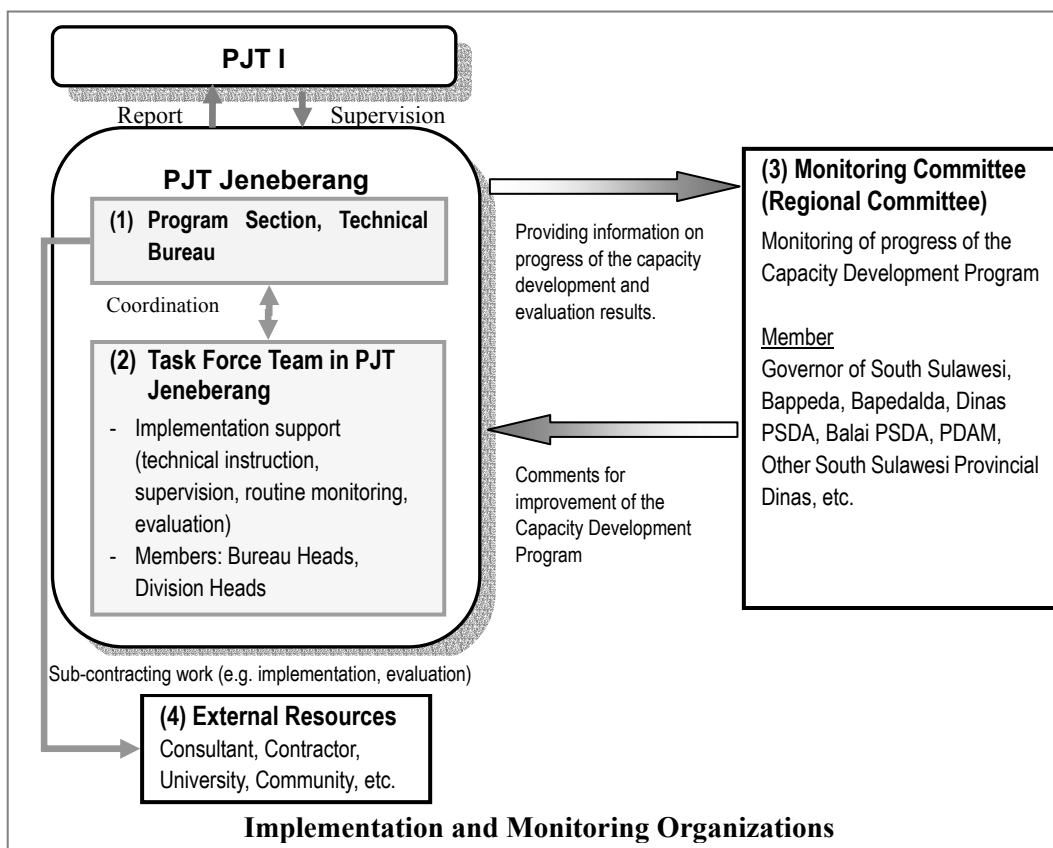 PJT I
Report
Supervision
PJT Jeneberang
(1) Program Section, Technical
Bureau
Coordination
(2) Task Force Team in PJT
Jeneberang
- Implementation support
(technical instruction,
supervision, routine monitoring,
evaluation)
- Members: Bureau Heads,
Division Heads
Providing information on
progress of the capacity
development and
evaluation results.
Comments for
improvement of the
Capacity Development
Program
(3) Monitoring Committee
(Regional Committee)
Monitoring of progress of the
Capacity Development Program
Member
Governor of South Sulawesi,
Bappeda, Bapedalda, Dinas
PSDA, Balai PSDA, PDAM,
Other South Sulawesi Provincial
Dinas, etc.
Sub-contracting work (e.g. implementation, evaluation)
(4) External Resources
Consultant, Contractor,
University, Community, etc.
Implementation and Monitoring Organizations